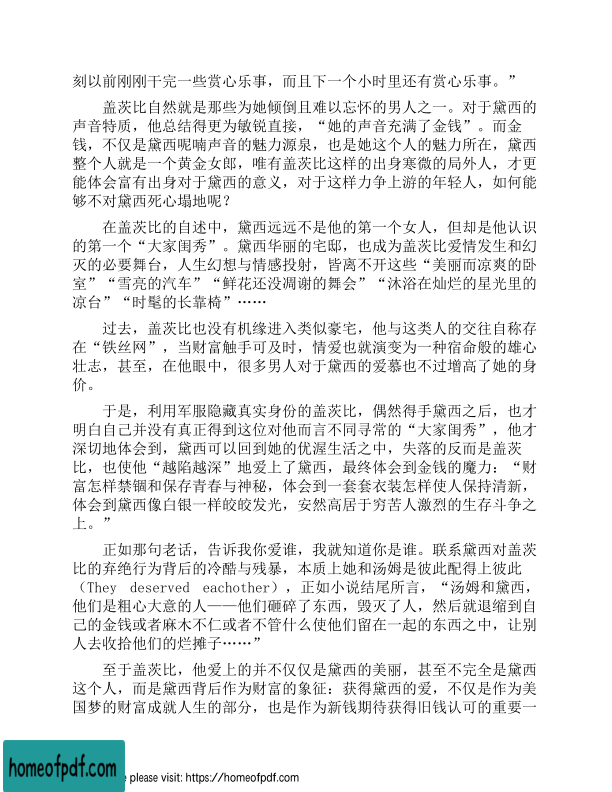 刻以前刚刚干完一些赏心乐事，而且下一个小时里还有赏心乐事。”
盖茨比自然就是那些为她倾倒且难以忘怀的男人之一。对于黛西的
声音特质，他总结得更为敏锐直接，“她的声音充满了金钱”。而金
钱，不仅是黛西呢喃声音的魅力源泉，也是她这个人的魅力所在，黛西
整个人就是一个黄金女郎，唯有盖茨比这样的出身寒微的局外人，才更
能体会富有出身对于黛西的意义，对于这样力争上游的年轻人，如何能
够不对黛西死心塌地呢？
在盖茨比的自述中，黛西远远不是他的第一个女人，但却是他认识
的第一个“大家闺秀”。黛西华丽的宅邸，也成为盖茨比爱情发生和幻
灭的必要舞台，人生幻想与情感投射，皆离不开这些“美丽而凉爽的卧
室”“雪亮的汽车”“鲜花还没凋谢的舞会”“沐浴在灿烂的星光里的
凉台”“时髦的长靠椅”……
过去，盖茨比也没有机缘进入类似豪宅，他与这类人的交往自称存
在“铁丝网”，当财富触手可及时，情爱也就演变为一种宿命般的雄心
壮志，甚至，在他眼中，很多男人对于黛西的爱慕也不过增高了她的身
价。
于是，利用军服隐藏真实身份的盖茨比，偶然得手黛西之后，也才
明白自己并没有真正得到这位对他而言不同寻常的“大家闺秀”，他才
深切地体会到，黛西可以回到她的优渥生活之中，失落的反而是盖茨
比，也使他“越陷越深”地爱上了黛西，最终体会到金钱的魔力：“财
富怎样禁锢和保存青春与神秘，体会到一套套衣装怎样使人保持清新，
体会到黛西像白银一样皎皎发光，安然高居于穷苦人激烈的生存斗争之
上。”
正如那句老话，告诉我你爱谁，我就知道你是谁。联系黛西对盖茨
比的弃绝行为背后的冷酷与残暴，本质上她和汤姆是彼此配得上彼此
（They deserved eachother），正如小说结尾所言，“汤姆和黛西，
他们是粗心大意的人——他们砸碎了东西，毁灭了人，然后就退缩到自
己的金钱或者麻木不仁或者不管什么使他们留在一起的东西之中，让别
人去收拾他们的烂摊子……”
至于盖茨比，他爱上的并不仅仅是黛西的美丽，甚至不完全是黛西
这个人，而是黛西背后作为财富的象征：获得黛西的爱，不仅是作为美
国梦的财富成就人生的部分，也是作为新钱期待获得旧钱认可的重要一
homeofpdf.com
please visit: https://homeofpdf.com